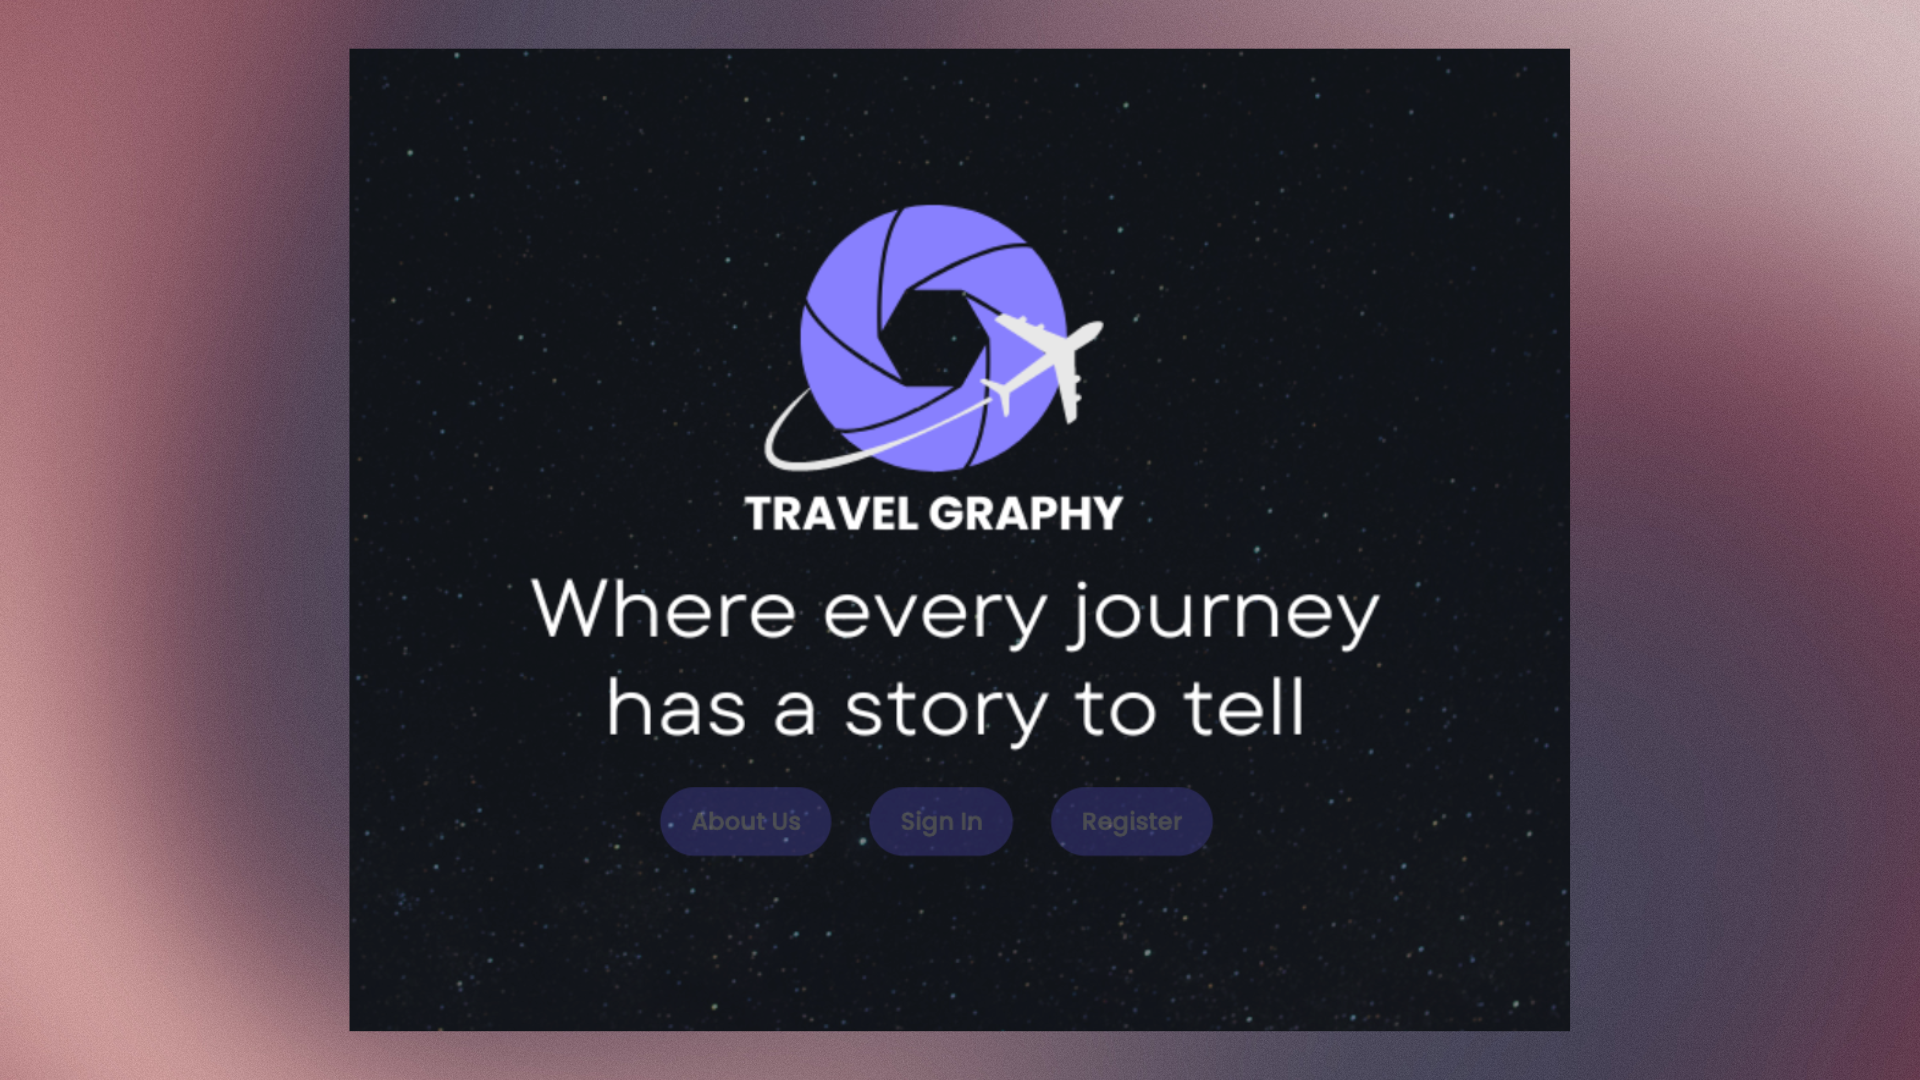 TRAVEL GRAPHY
Where every journey
has a story to tell
About Us
Sign In
Register